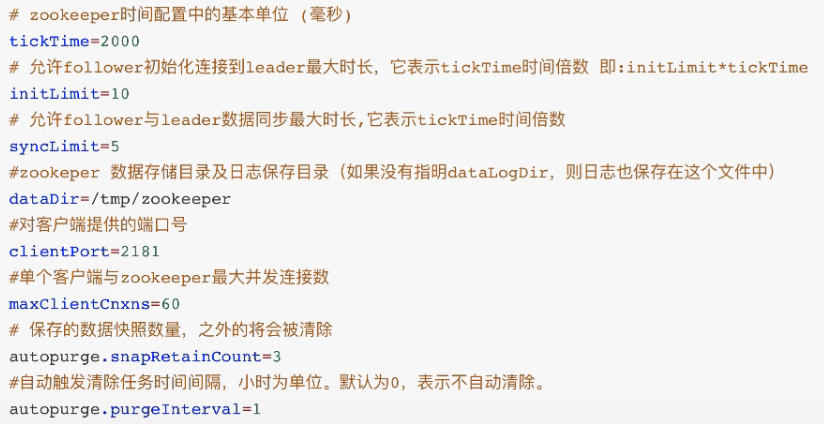 # zookeeper时间配置中的基本单位 (毫秒)
tickTime=2000
# 允许follower初始化连接到leader最大时长，它表示tickTime时间倍数 即:initLimit*tickTime
initLimit=10
# 允许follower与leader数据同步最大时长,它表示tickTime时间倍数
syncLimit=5
#zookeper 数据存储目录及日志保存目录（如果没有指明dataLogDir，则日志也保存在这个文件中）
dataDir=/tmp/zookeeper
#对客户端提供的端口号
clientPort=2181
#单个客户端与zookeeper最大并发连接数
maxClientCnxns=60
# 保存的数据快照数量，之外的将会被清除
autopurge.snapRetainCount=3
#自动触发清除任务时间间隔，小时为单位。默认为0，表示不自动清除。
autopurge.purgeInterval=1